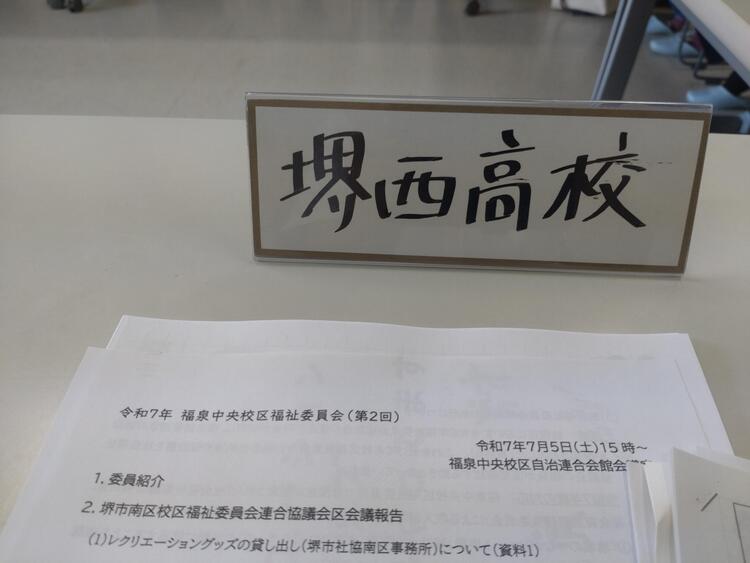 堺西高校
令和7年 福泉中央校区福祉委員会(第2回)
令和7年7月5日(土)15時~
福泉中央校区自治連合会館会
1. 委員紹介
2. 堺市南区校区福祉委員会連合協議会区会議報告
(1)レクリエーショングッズの貸し出し(堺市社協南区事務所)について(資料1)